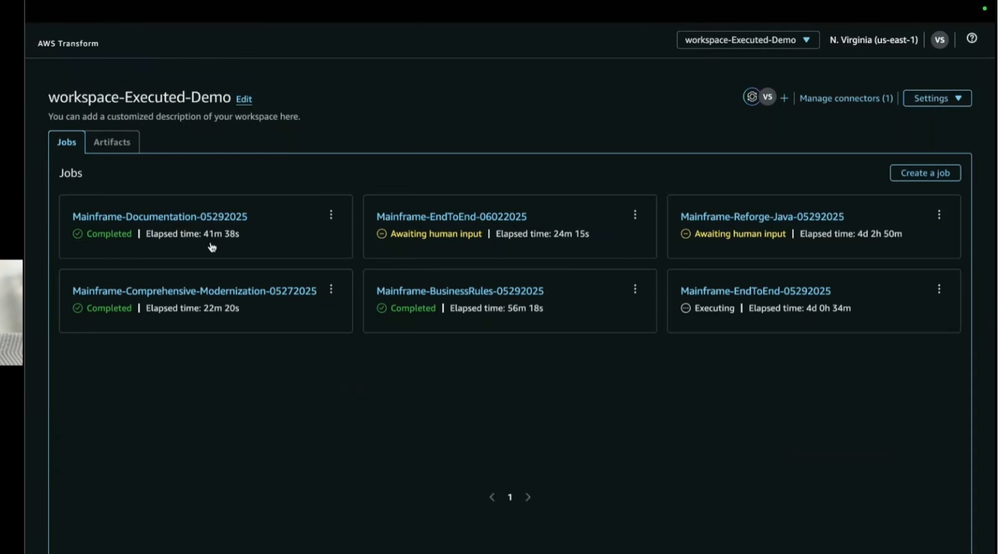 AWS Transform
workspace-Executed-Demo
N. Virginia (us-east-1)
VS
workspace-Executed-Demo Edit
VS
Manage connectors (1)
Settings
You can add a customized description of your workspace here.
Jobs
Artifacts
Jobs
Create a job
Mainframe-Documentation-05292025
Completed | Elapsed time: 41m 38s
Mainframe-EndToEnd-06022025
Awaiting human input | Elapsed time: 24m 15s
Mainframe-Reforge-Java-05292025
Awaiting human input | Elapsed time: 4d 2h 50m
Mainframe-Comprehensive-Modernization-05272025
Completed | Elapsed time: 22m 20s
Mainframe-BusinessRules-05292025
Completed | Elapsed time: 56m 18s
Mainframe-EndToEnd-05292025
Executing | Elapsed time: 4d 0h 34m
1